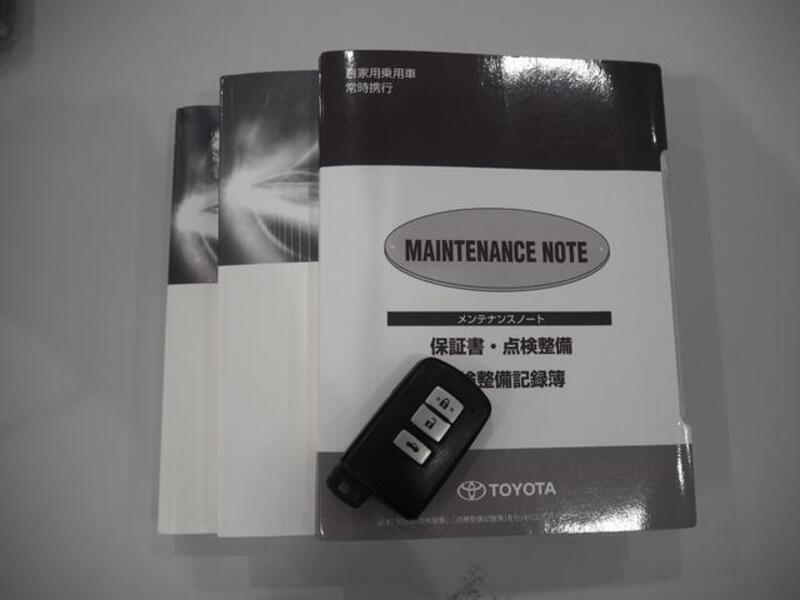 自家用乗用車
常時携行
MAINTENANCE NOTE
メンテナンスノート
保証書・点検整備
検整備記録簿
TOYOTA